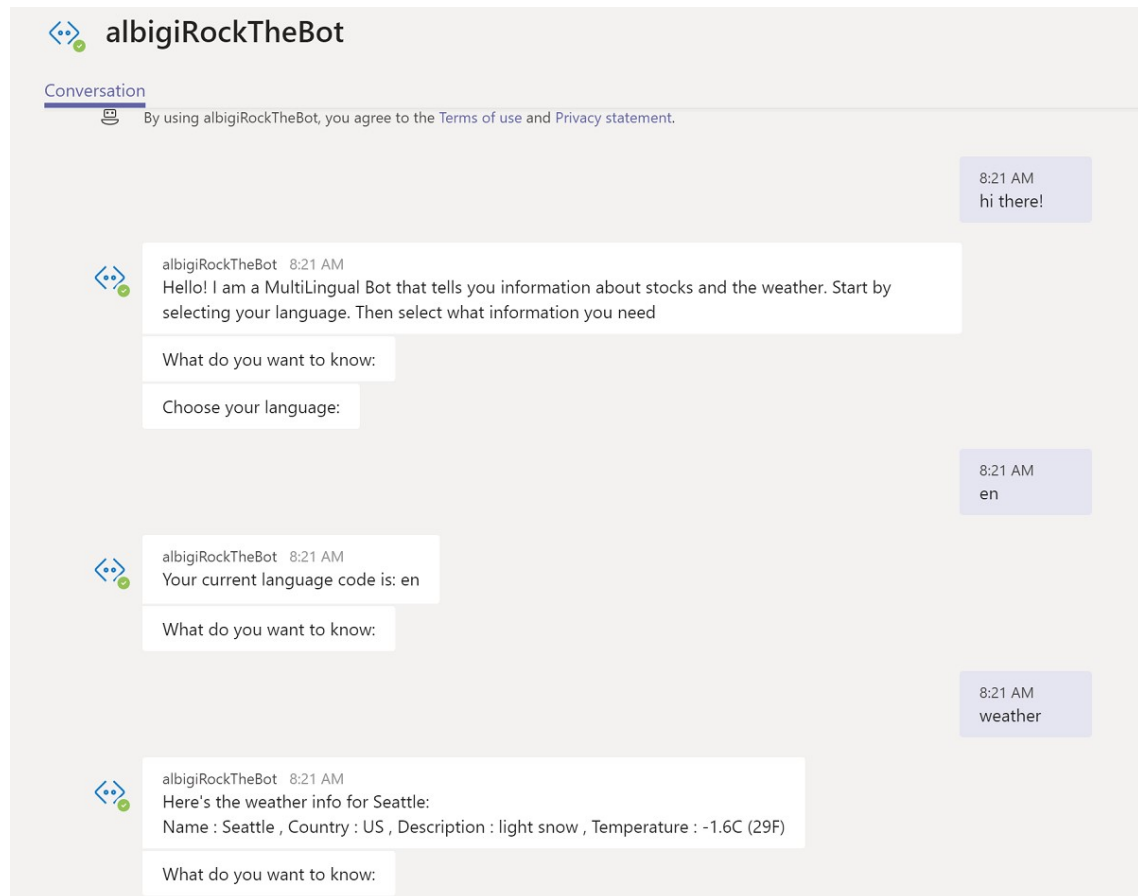 albigiRockTheBot
Conversation
By using albigiRockTheBot, you agree to the Terms of use and Privacy statement.
8:21 AM
hi there!
albigiRockTheBot 8:21 AM
Hello! I am a MultiLingual Bot that tells you information about stocks and the weather. Start by
selecting your language. Then select what information you need
What do you want to know:
Choose your language:
8:21 AM
en
albigiRockTheBot 8:21 AM
Your current language code is: en
What do you want to know:
8:21 AM
weather
albigiRockTheBot 8:21 AM
Here's the weather info for Seattle:
Name : Seattle , Country : US , Description : light snow , Temperature : -1.6C (29F)
What do you want to know: